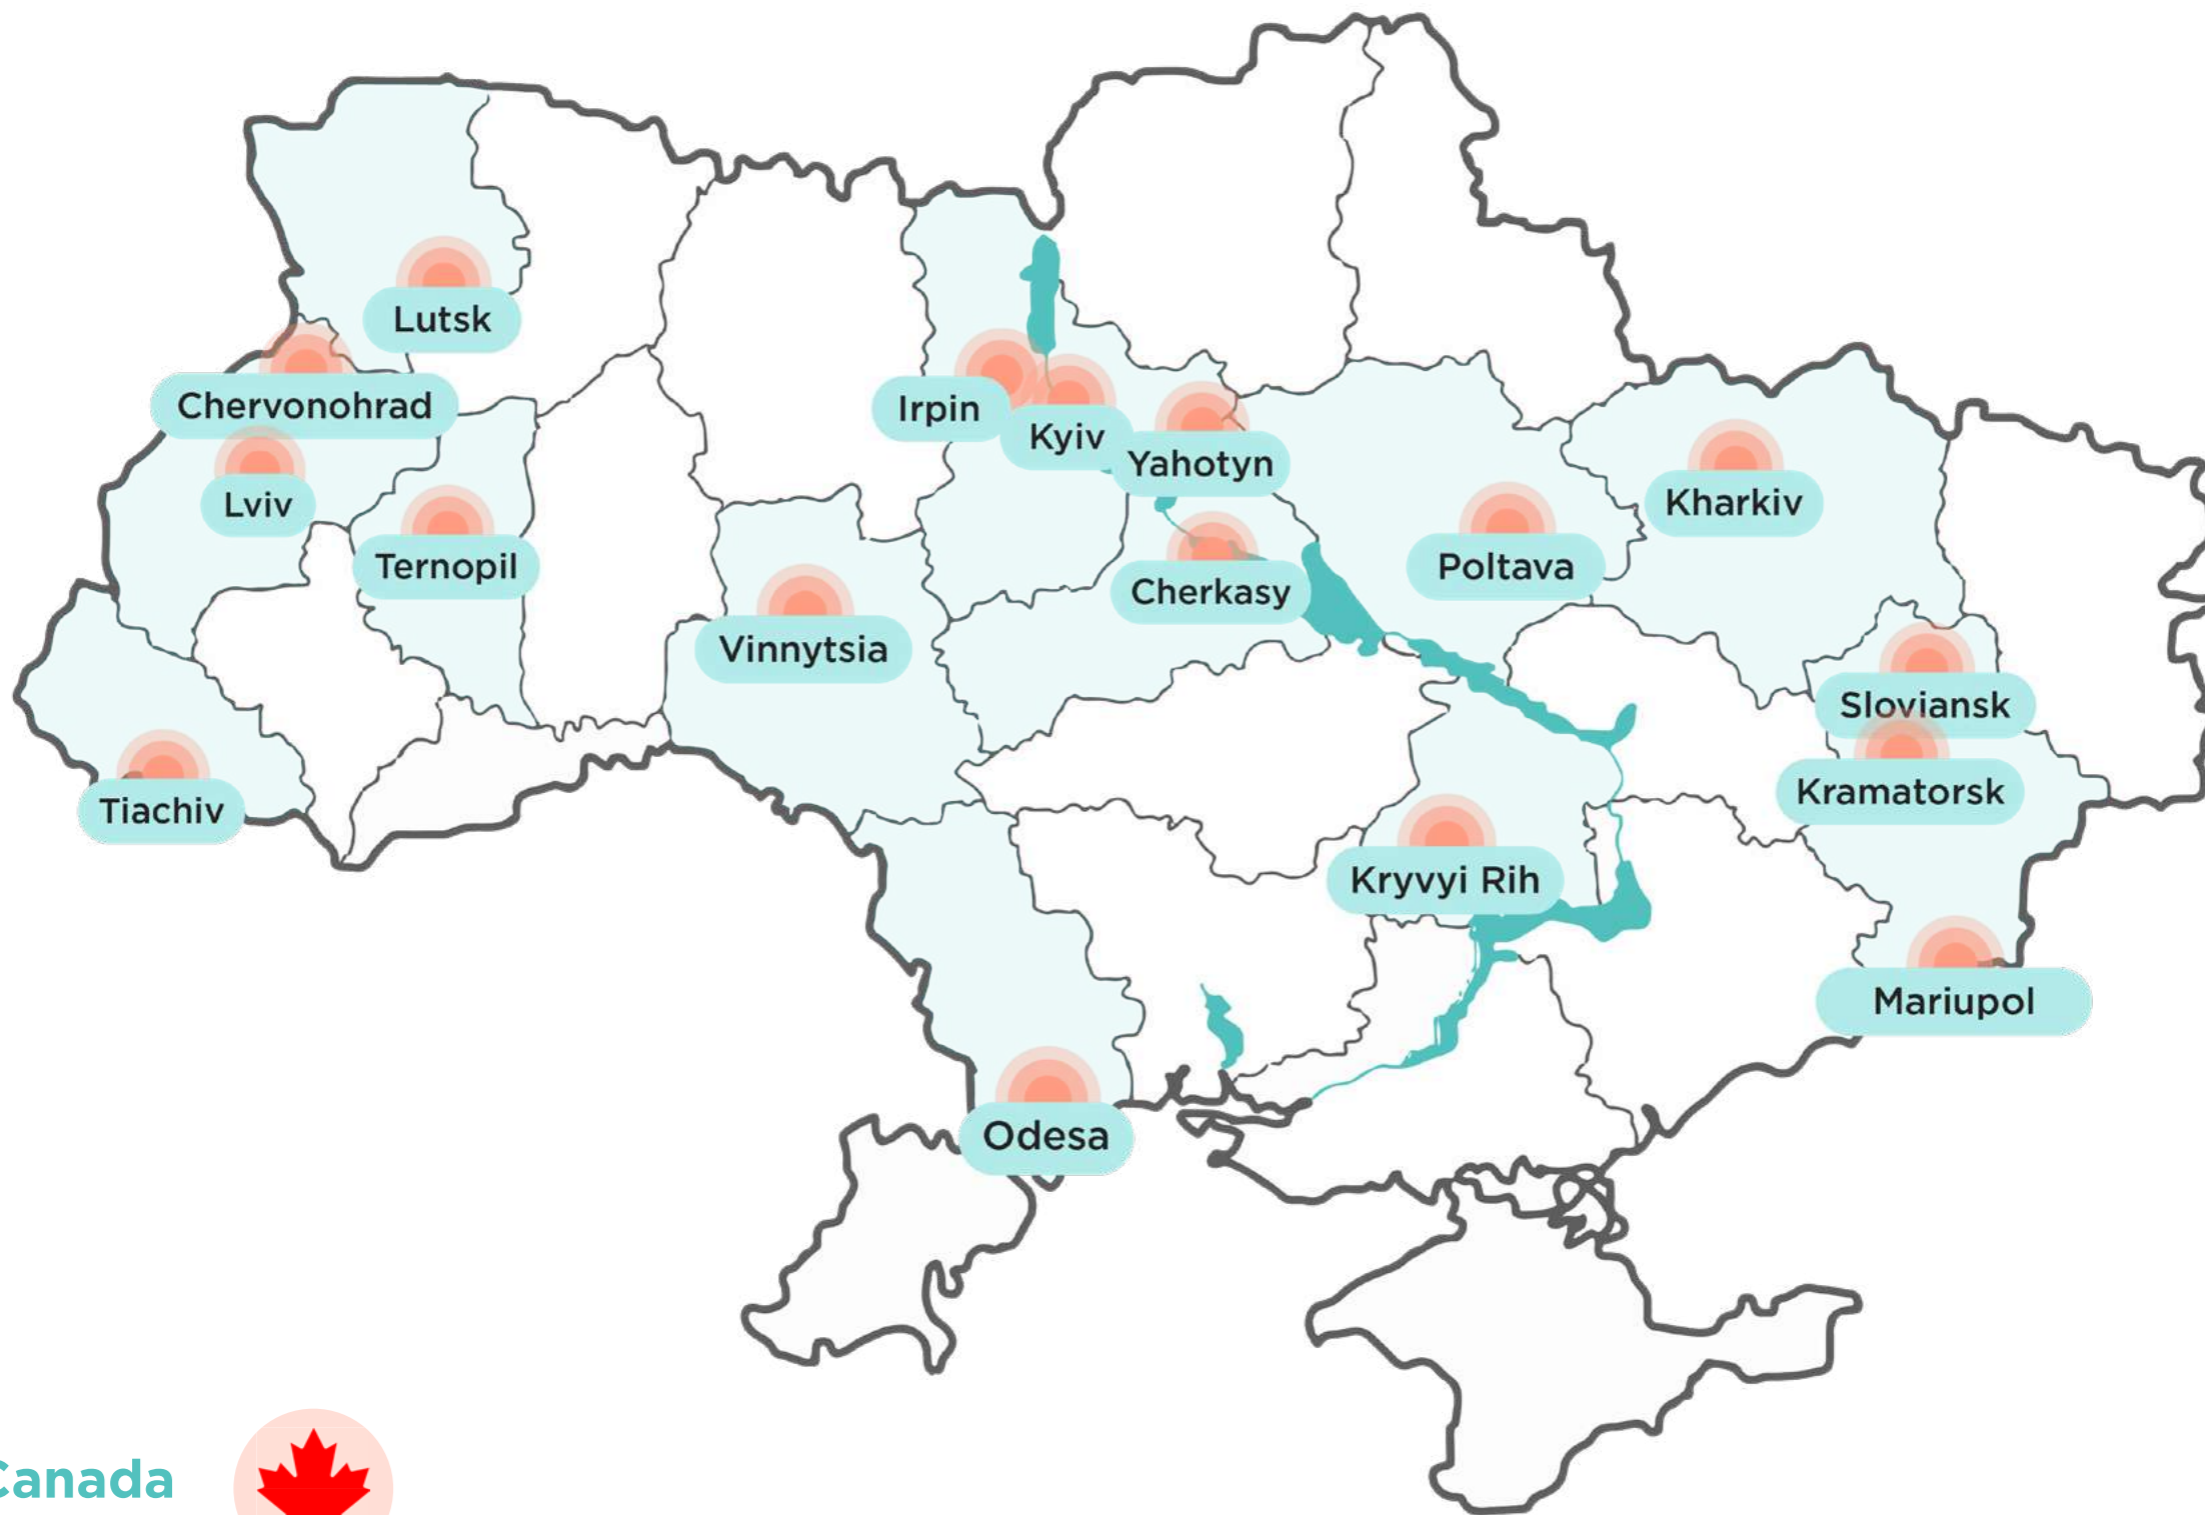 Lutsk
Chervonohrad
Irpin
Kyiv
Yahotyn
Lviv
Kharkiv
Ternopil
Poltava
Cherkasy
Vinnytsia
Sloviansk
Kramatorsk
Tiachiv
Kryvyi Rih
Mariupol
Odesa
Canada